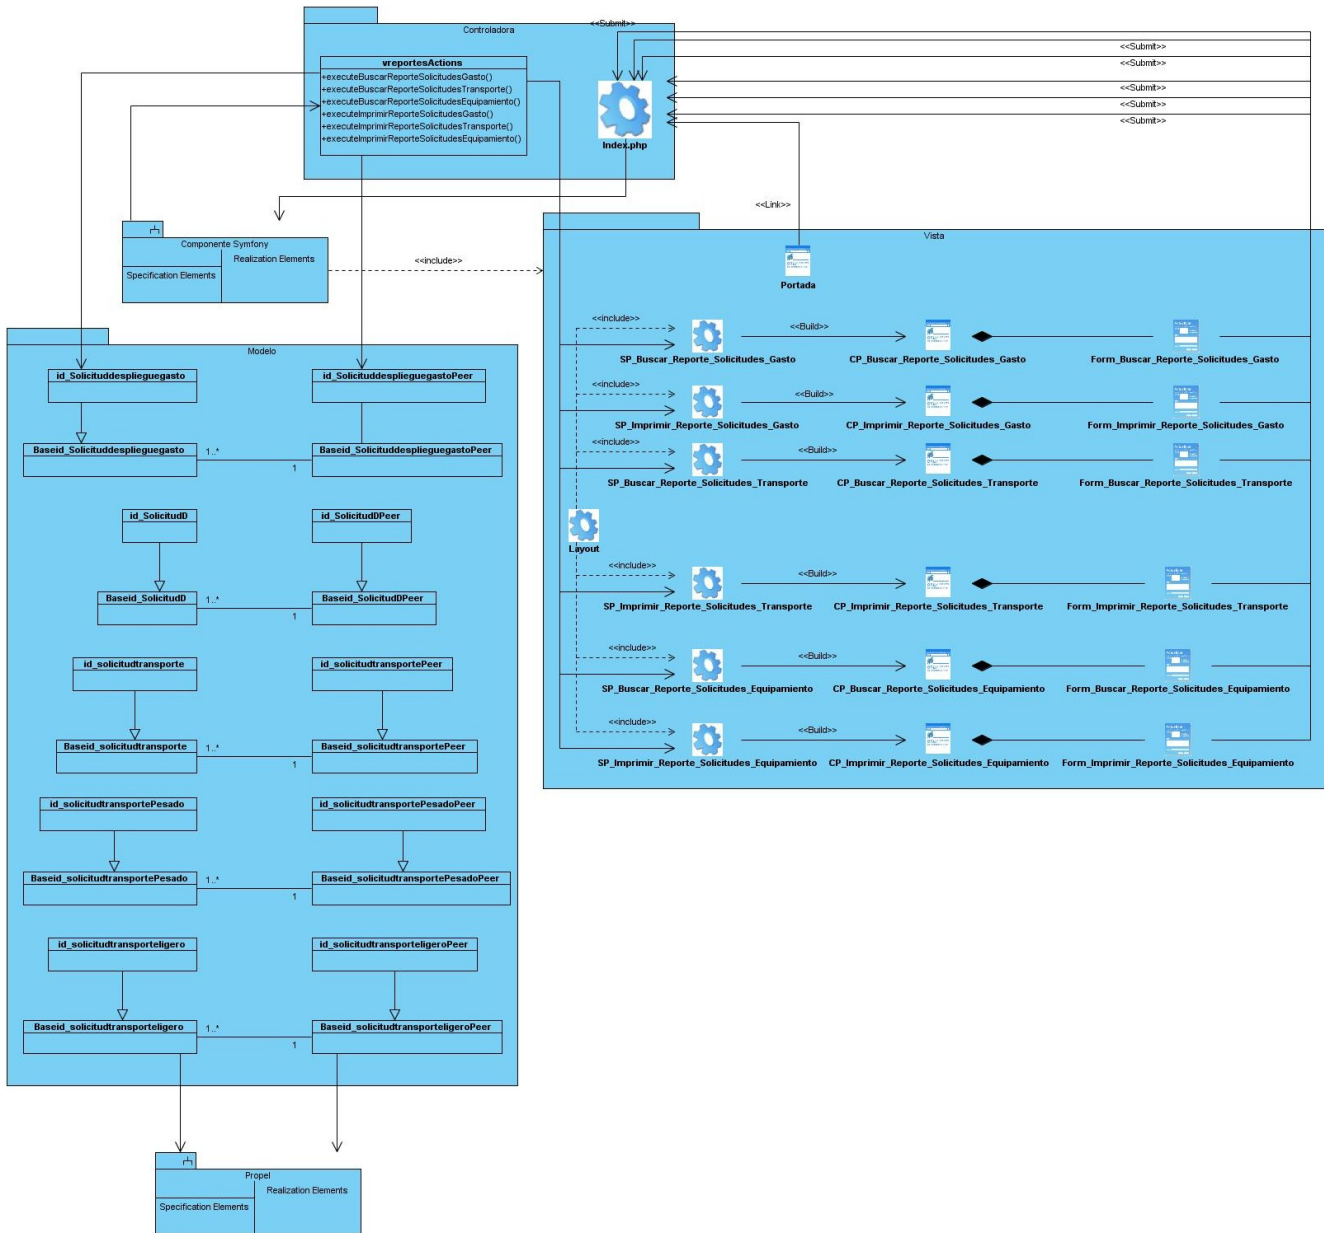 <<Submit>>
Controladora
<<Submit>>
<<Submit>>
vreportesActions
+executeBuscarReporteSolicitudesGasto()
+executeBuscarReporteSolicitudesTransporte()
+executeBuscarReporteSolicitudesEquipamiento()
+executeImprimirReporteSolicitudesGasto()
+executeImprimirReporteSolicitudesTransporte()
+executeImprimirReporteSolicitudesEquipamiento()
<<Submit>>
<<Submit>>
<<Submit>>
Index.php
<<Link>>
Componente Symfony
Realization Elements
Specification Elements
<<include>>
Vista
Portada
<<include>>
<<Build>>
SP_Buscar_Reporte_Solicitudes_Gasto
CP_Buscar_Reporte_Solicitudes_Gasto
Form_Buscar_Reporte_Solicitudes_Gasto
<<include>>
<<Build>>
SP_Imprimir_Reporte_Solicitudes_Gasto
CP_Imprimir_Reporte_Solicitudes_Gasto
Form_Imprimir_Reporte_Solicitudes_Gasto
<<include>>
<<Build>>
SP_Buscar_Reporte_Solicitudes_Transporte
CP_Buscar_Reporte_Solicitudes_Transporte
Form_Buscar_Reporte_Solicitudes_Transporte
Layout
<<include>>
<<Build>>
SP_Imprimir_Reporte_Solicitudes_Transporte
CP_Imprimir_Reporte_Solicitudes_Transporte
Form_Imprimir_Reporte_Solicitudes_Transporte
<<include>>
<<Build>>
SP_Buscar_Reporte_Solicitudes_Equipamiento
CP_Buscar_Reporte_Solicitudes_Equipamiento
Form_Buscar_Reporte_Solicitudes_Equipamiento
<<include>>
<<Build>>
SP_Imprimir_Reporte_Solicitudes_Equipamiento
CP_Imprimir_Reporte_Solicitudes_Equipamiento
Form_Imprimir_Reporte_Solicitudes_Equipamiento
Modelo
id_Solicituddesplieguegasto
id_SolicituddesplieguegastoPeer
Baseid_Solicituddesplieguegasto
1..*
1
Baseid_SolicituddesplieguegastoPeer
id_SolicitudD
id_SolicitudDPeer
Baseid_SolicitudD
1..*
1
Baseid_SolicitudDPeer
id_solicitudtransporte
id_solicitudtransportePeer
Baseid_solicitudtransporte
1..*
1
Baseid_solicitudtransportePeer
id_solicitudtransportePesado
id_solicitudtransportePesadoPeer
Baseid_solicitudtransportePesado
1..*
1
Baseid_solicitudtransportePesadoPeer
id_solicitudtransporteligero
id_solicitudtransporteligeroPeer
Baseid_solicitudtransporteligero
1..*
1
Baseid_solicitudtransporteligeroPeer
Propel
Realization Elements
Specification Elements